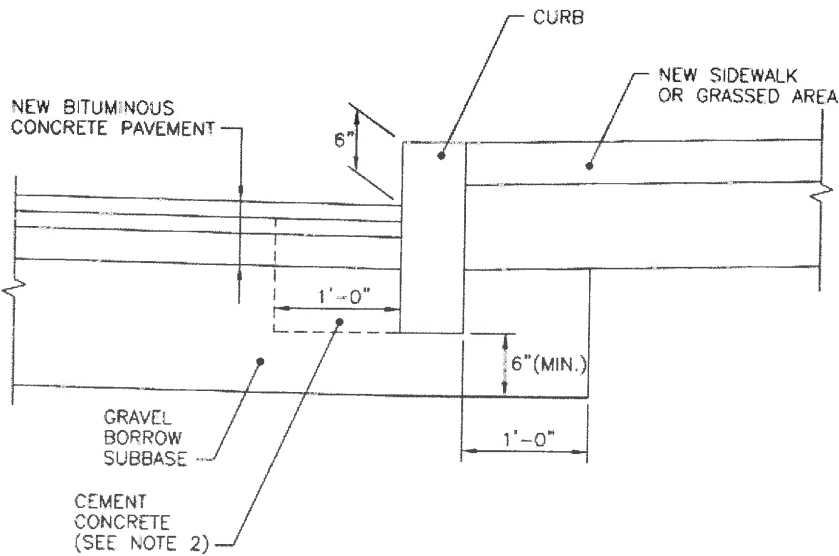 CURB
NEW SIDEWALK
OR GRASSED AREA
NEW BITUMINOUS
CONCRETE PAVEMENT
6"
1'-0"
6"(MIN.)
1'-0"
GRAVEL
BORROW
SUBBASE
CEMENT
CONCRETE
(SEE NOTE 2)